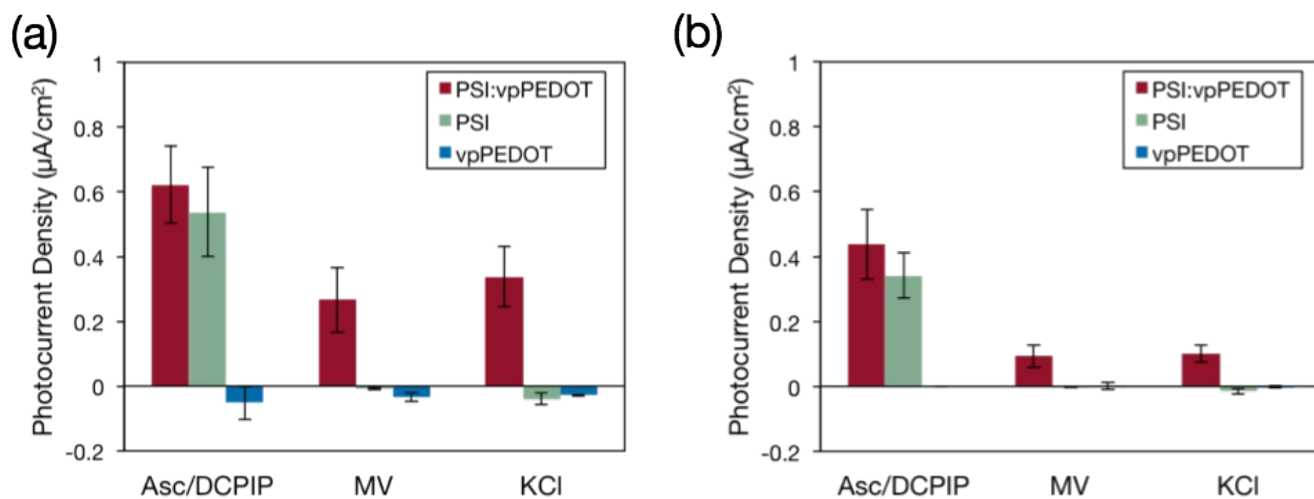 (a)
Photocurrent Density (µA/cm²)
1
0.8
0.6
0.4
0.2
0
-0.2
PSI:vpPEDOT
PSI
vpPEDOT
Asc/DCPIP MV KCl
(b)
Photocurrent Density (µA/cm²)
1
0.8
0.6
0.4
0.2
0
-0.2
PSI:vpPEDOT
PSI
vpPEDOT
Asc/DCPIP MV KCl